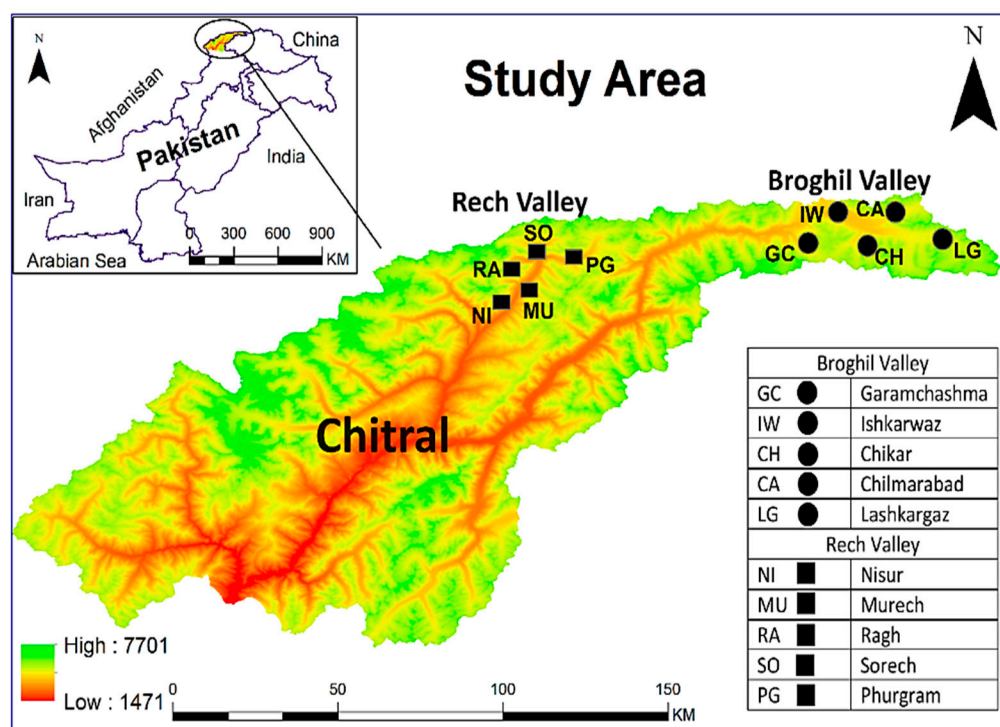 N
China
Afghanistan
Pakistan
India
Iran
0 300 600 900
KM
Arabian Sea
Study Area
N
Broghil Valley
Rech Valley
IW CA
SO
GC CH LG
RA PG
NI MU
Chitral
Broghil Valley
GC Garamchashma
IW Ishkarwaz
CH Chikar
CA Chilmarabad
LG Lashkargaz
Rech Valley
NI Nisur
MU Murech
RA Ragh
SO Sorech
PG Phurgram
High : 7701
Low : 1471
0 50 100 150
KM